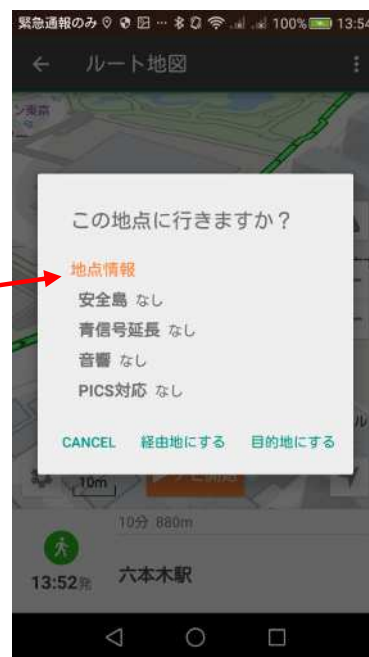 緊急通報のみ 100% 13:54
ルート地図
ン東京
この地点に行きますか？
地点情報
安全島 なし
青信号延長 なし
音響 なし
PICS対応 なし
CANCEL 経由地にする 目的地にする
ル
10m
10分 880m
13:52発 六本木駅